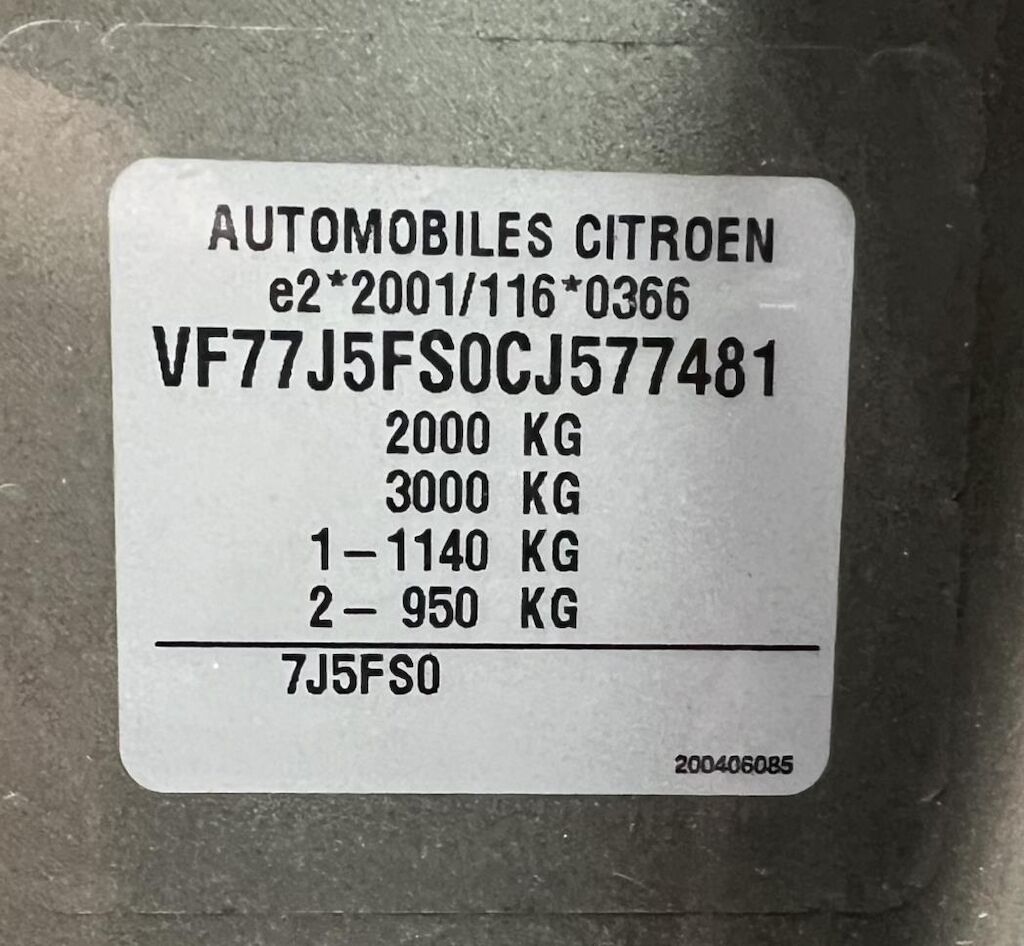 AUTOMOBILES CITROEN
e2*2001/116*0366
VF77J5FS0CJ577481
2000 KG
3000 KG
1-1140 KG
2- 950 KG
7J5FS0
200406085